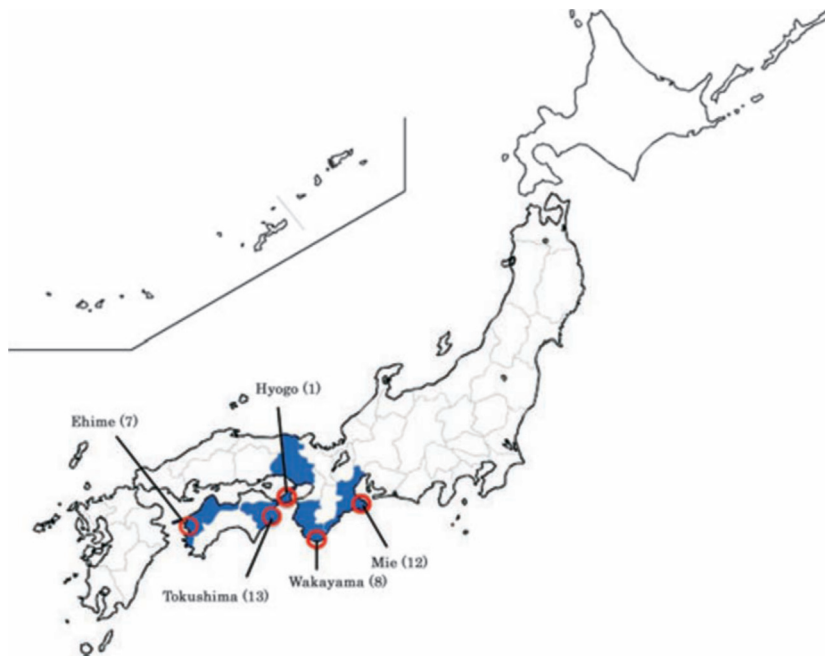 Hyogo (1)
Ehime (7)
Mie (12)
Wakayama (8)
Tokushima (13)